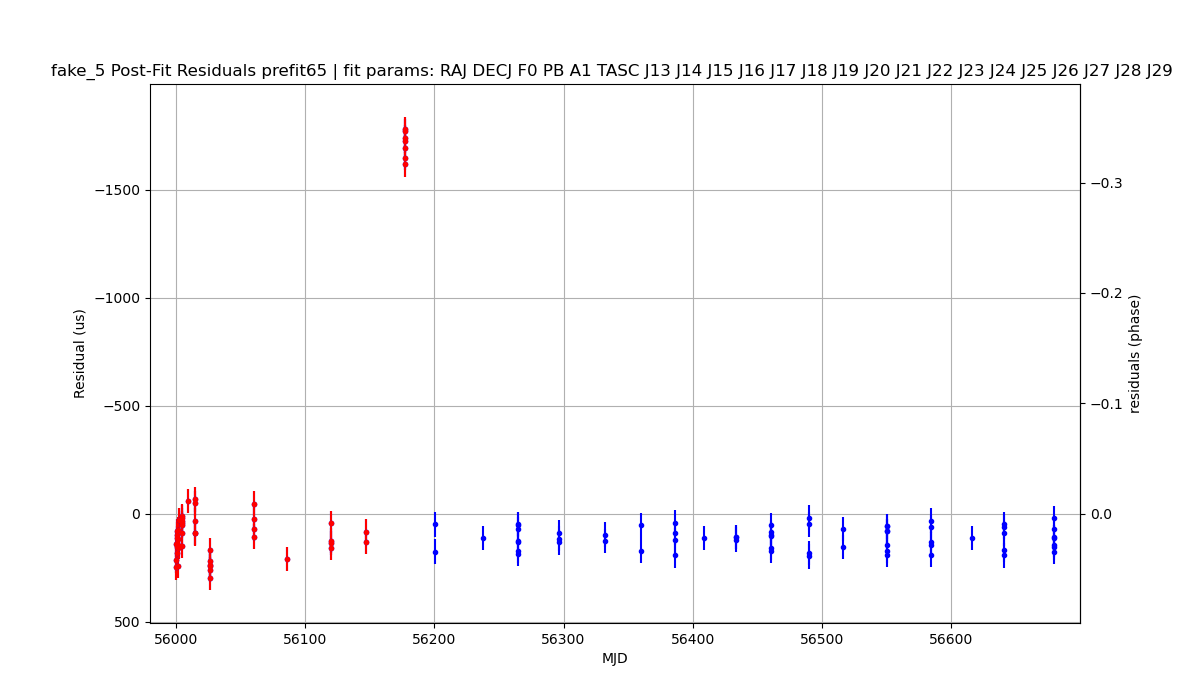 fake_5 Post-Fit Residuals prefit65 | fit params: RAJ DECJ F0 PB A1 TASC J13 J14 J15 J16 J17 J18 J19 J20 J21 J22 J23 J24 J25 J26 J27 J28 J29
−1500
−1000
−500
0
500
Residual (us)
−0.3
−0.2
−0.1
0.0
residuals (phase)
56000 56100 56200 56300 56400 56500 56600
MJD